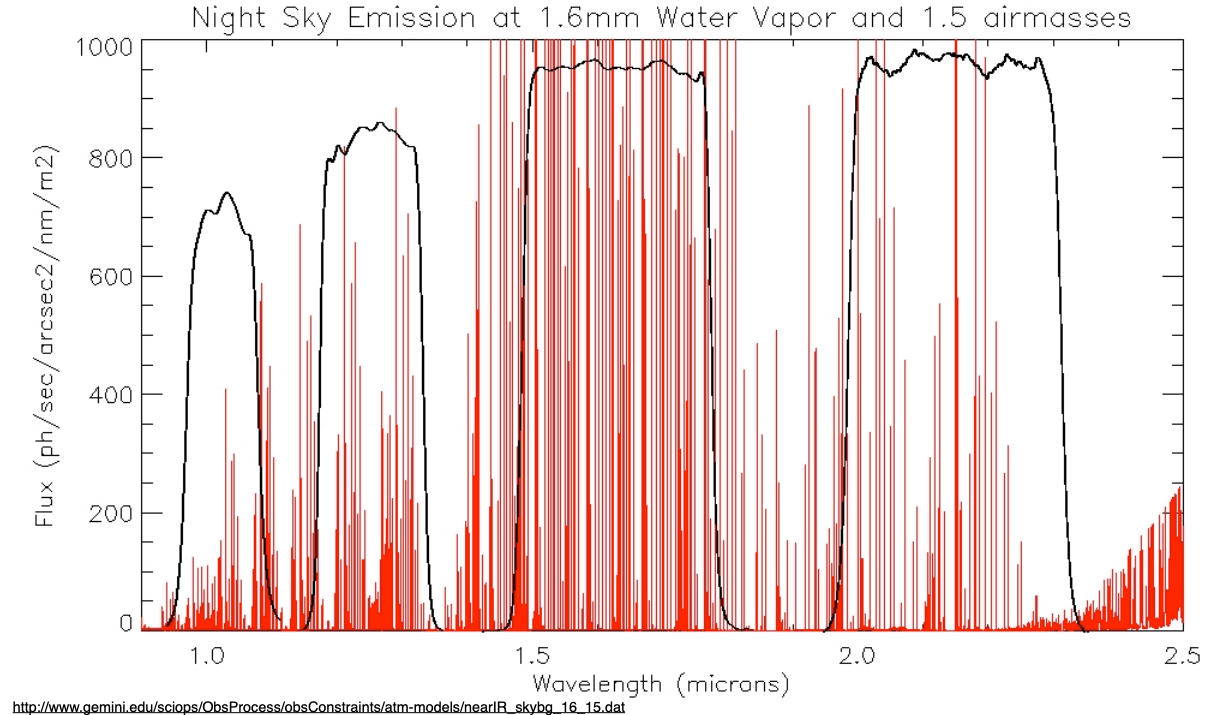 Night Sky Emission at 1.6mm Water Vapor and 1.5 airmasses
1000
800
600
400
200
0
Flux (ph/sec/arcsec2/nm/m2)
1.0
1.5
2.0
2.5
Wavelength (microns)
http://www.gemini.edu/sciops/ObsProcess/obsConstraints/atm-models/nearIR_skybg_16_15.dat